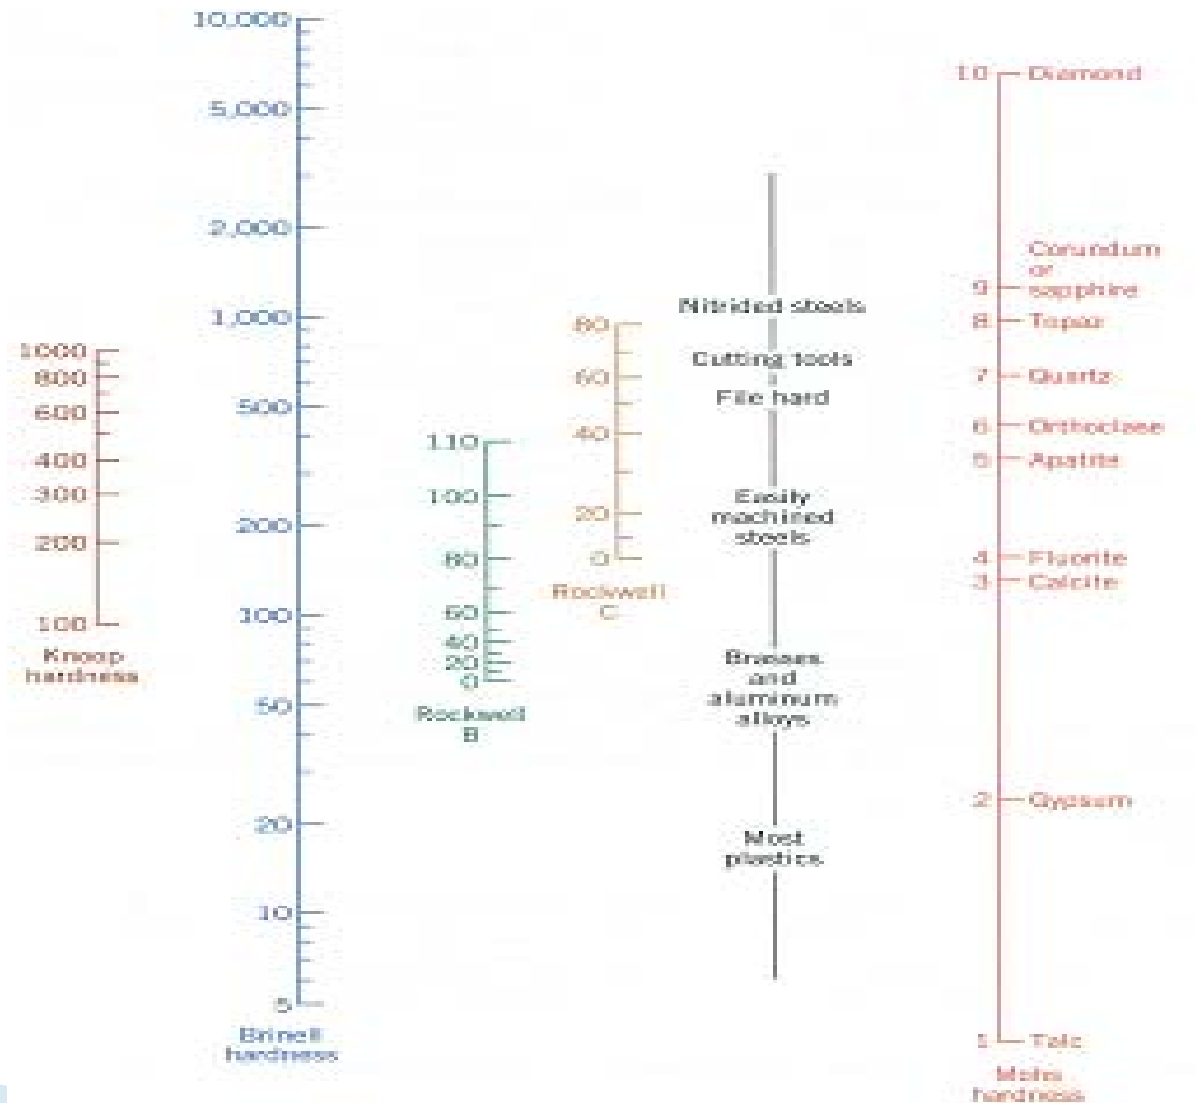 1000
800
600
400
300
200
100
Knoop
hardness
10,000
5,000
2,000
1,000
500
200
100
50
20
10
5
Brinell
hardness
110
100
80
60
40
20
0
Rockwell
B
80
60
40
20
0
Rockwell
C
Nitrided steels
Cutting tools
File hard
Easily
machined
steels
Brasses
and
aluminum
alloys
Most
plastics
10 Diamond
Corundum
or
9 sapphire
8 Topaz
7 Quartz
6 Orthoclase
5 Apatite
4 Fluorite
3 Calcite
2 Gypsum
1 Talc
Mohs
hardness